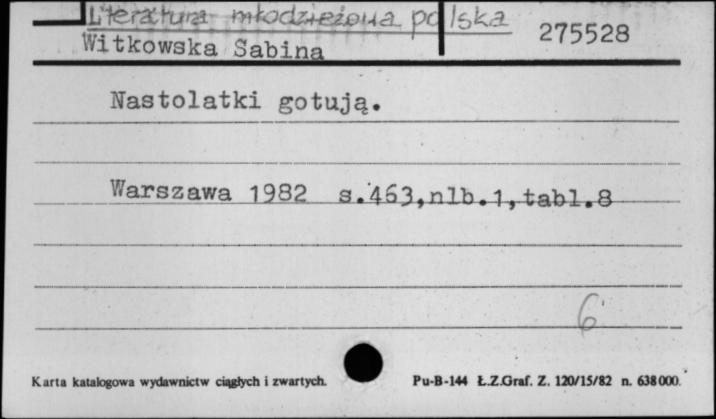 Literatura młodzieżowa polska
275528
Witkowska Sabina
Nastolatki gotują.
Warszawa 1982 s.463,nlb.1,tabl.8
6
Karta katalogowa wydawnictw ciągłych i zwartych. Pu-B-144 Ł.Z.Graf. Z. 120/15/82 n. 638000.